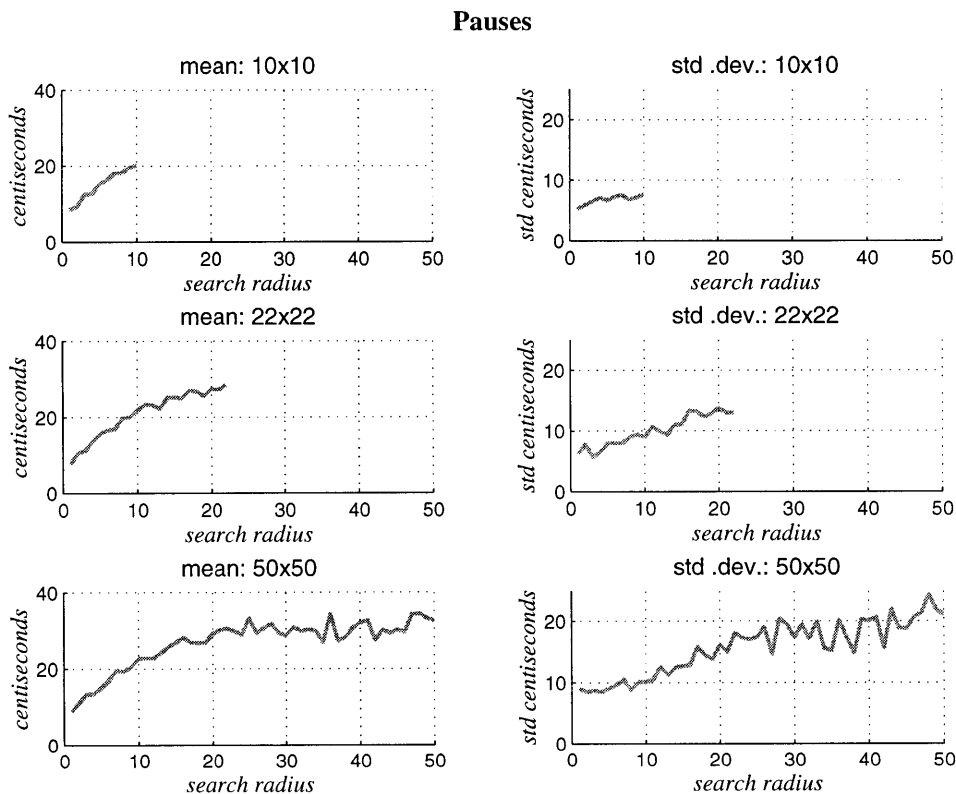 Pauses
mean: 10x10
40
20
0
centiseconds
0 10 20 30 40 50
search radius
std .dev.: 10x10
20
10
0
std centiseconds
0 10 20 30 40 50
search radius
mean: 22x22
40
20
0
centiseconds
0 10 20 30 40 50
search radius
std .dev.: 22x22
20
10
0
std centiseconds
0 10 20 30 40 50
search radius
mean: 50x50
40
20
0
centiseconds
0 10 20 30 40 50
search radius
std .dev.: 50x50
20
10
0
std centiseconds
0 10 20 30 40 50
search radius